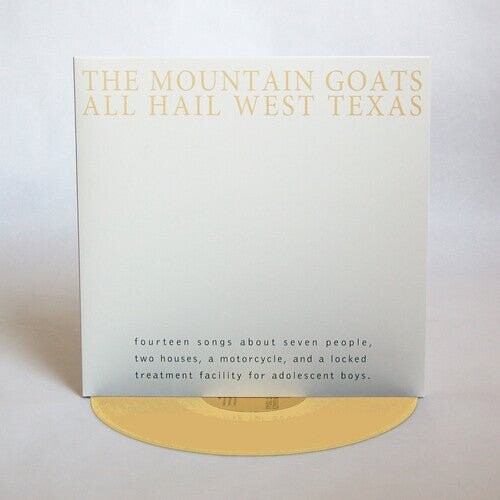 THE MOUNTAIN GOATS
ALL HAIL WEST TEXAS
fourteen songs about seven people,
two houses, a motorcycle, and a locked
treatment facility for adolescent boys.